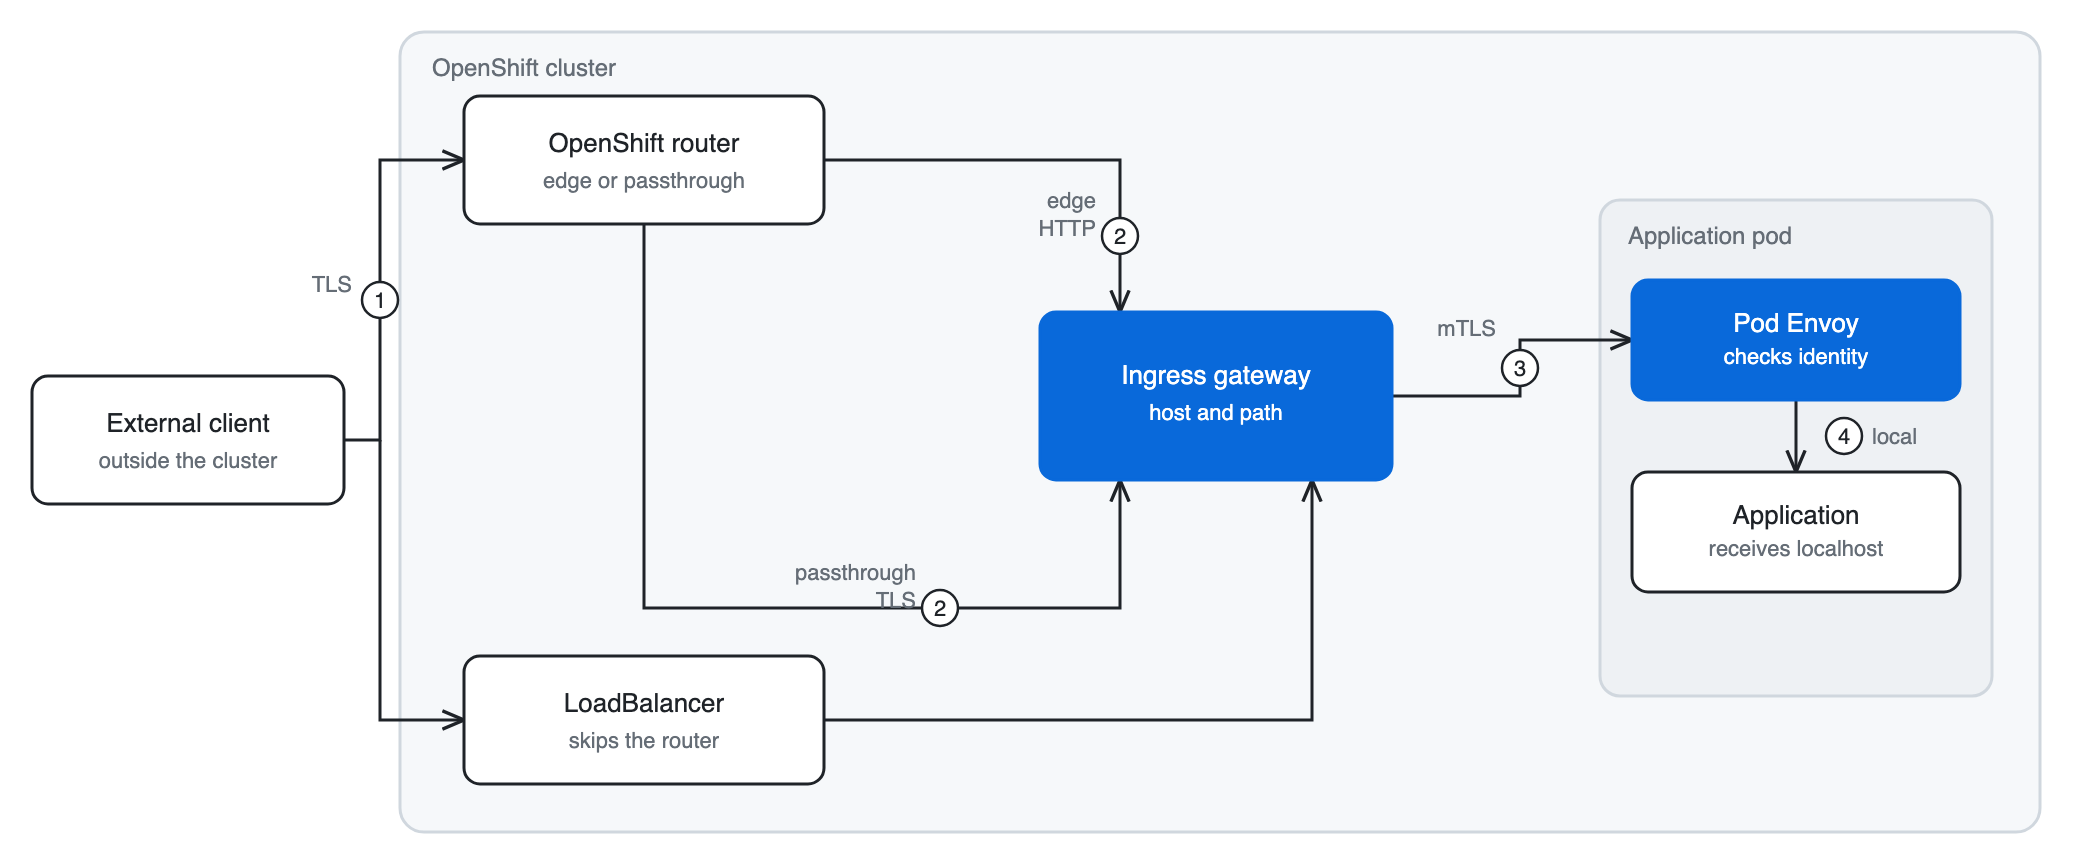 OpenShift cluster
OpenShift router
edge or passthrough
edge
HTTP
2
TLS
1
External client
outside the cluster
Ingress gateway
host and path
mTLS
3
Application pod
Pod Envoy
checks identity
4
local
Application
receives localhost
passthrough
TLS
2
LoadBalancer
skips the router